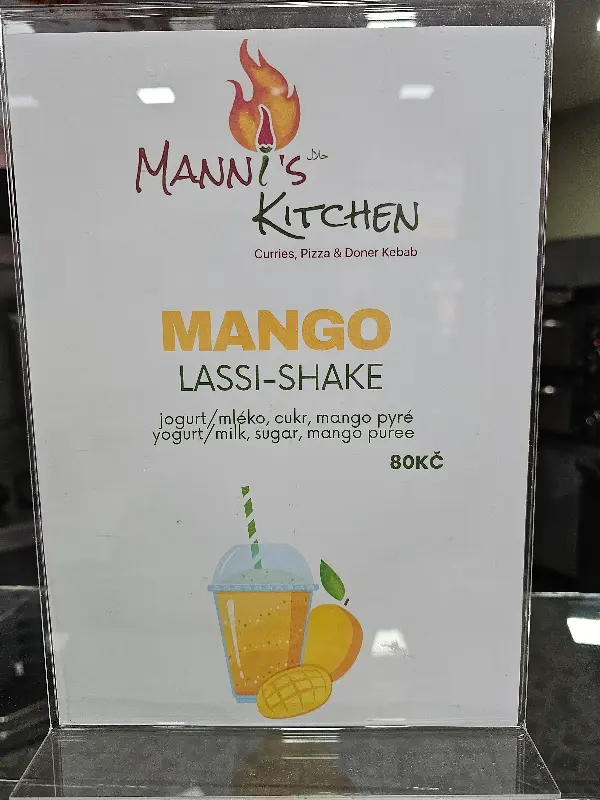 MANNi's حلال
KITCHEN
Curries, Pizza & Doner Kebab
MANGO
LASSI-SHAKE
jogurt/mléko, cukr, mango pyré
yogurt/milk, sugar, mango puree
80KČ